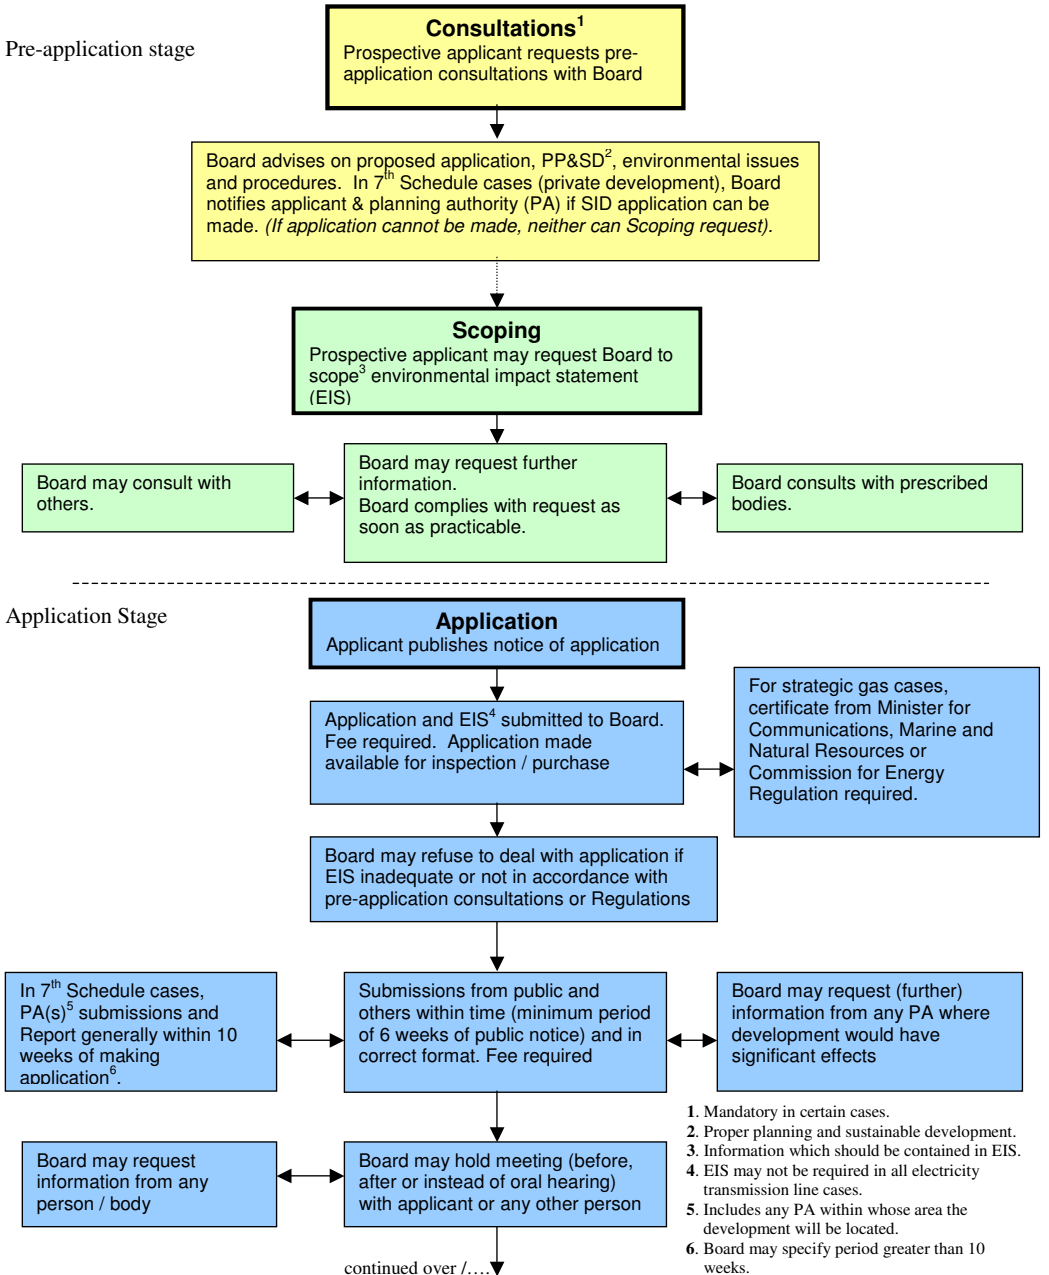 Pre-application stage
Consultations1
Prospective applicant requests pre-
application consultations with Board
Board advises on proposed application, PP&SD2, environmental issues
and procedures.  In 7th Schedule cases (private development), Board
notifies applicant & planning authority (PA) if SID application can be
made. (If application cannot be made, neither can Scoping request).
Scoping
Prospective applicant may request Board to
scope3 environmental impact statement
(EIS)
Board may consult with
others.
Board may request further
information.
Board complies with request as
soon as practicable.
Board consults with prescribed
bodies.
Application Stage
Application
Applicant publishes notice of application
Application and EIS4 submitted to Board.
Fee required.  Application made
available for inspection / purchase
For strategic gas cases,
certificate from Minister for
Communications, Marine and
Natural Resources or
Commission for Energy
Regulation required.
Board may refuse to deal with application if
EIS inadequate or not in accordance with
pre-application consultations or Regulations
In 7th Schedule cases,
PA(s)5 submissions and
Report generally within 10
weeks of making
application6.
Submissions from public and
others within time (minimum period
of 6 weeks of public notice) and in
correct format. Fee required
Board may request (further)
information from any PA where
development would have
significant effects
Board may request
information from any
person / body
Board may hold meeting (before,
after or instead of oral hearing)
with applicant or any other person
1. Mandatory in certain cases.
2. Proper planning and sustainable development.
3. Information which should be contained in EIS.
4. EIS may not be required in all electricity
transmission line cases.
5. Includes any PA within whose area the
development will be located.
6. Board may specify period greater than 10
weeks.
continued over /….